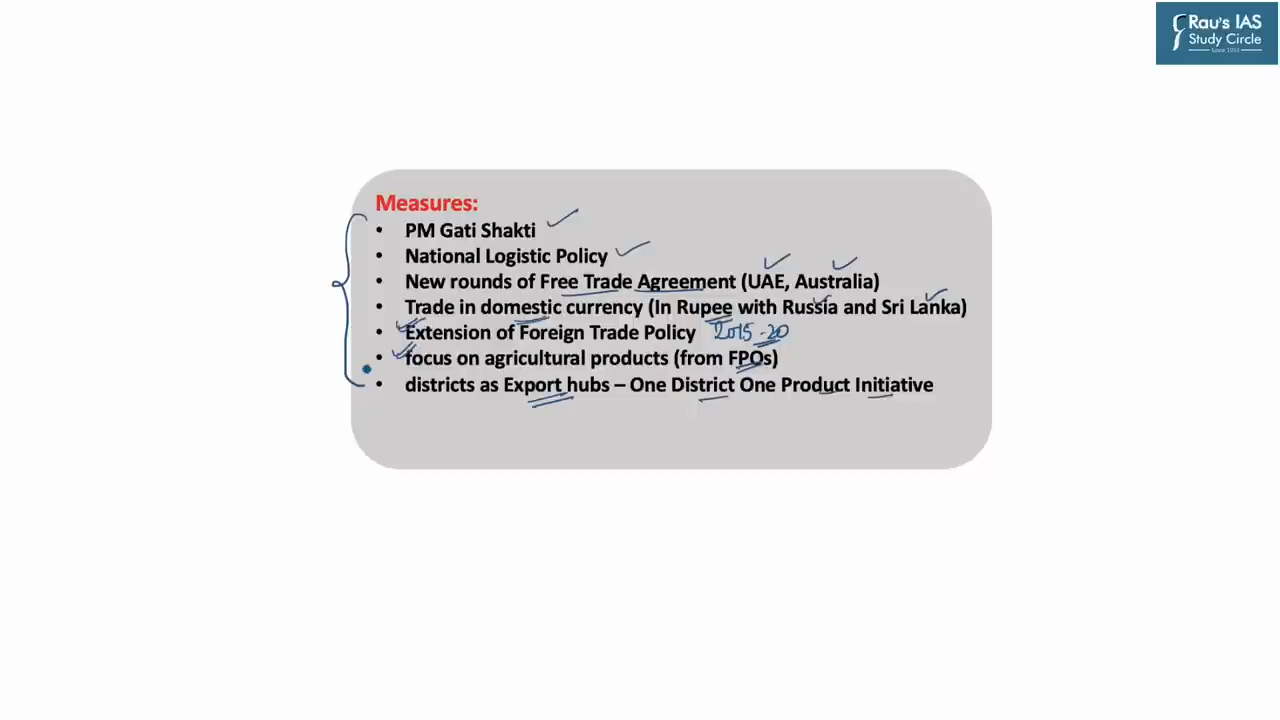 Rau's IAS
Study Circle
Since 1953
Measures:
• PM Gati Shakti
• National Logistic Policy
• New rounds of Free Trade Agreement (UAE, Australia)
• Trade in domestic currency (In Rupee with Russia and Sri Lanka)
• Extension of Foreign Trade Policy 2015-20
• focus on agricultural products (from FPOs)
• districts as Export hubs – One District One Product Initiative